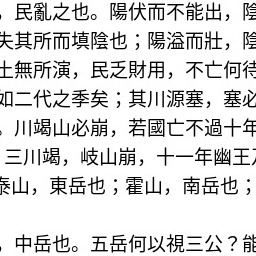 ，民亂之也。陽伏而不能出，陰
失其所而填陰也；陽溢而壯，陰
土無所演，民乏財用，不亡何待
如二代之季矣；其川源塞，塞必
。川竭山必崩，若國亡不過十年
三川竭，岐山崩，十一年幽王乃
泰山，東岳也；霍山，南岳也；
，中岳也。五岳何以視三公？能